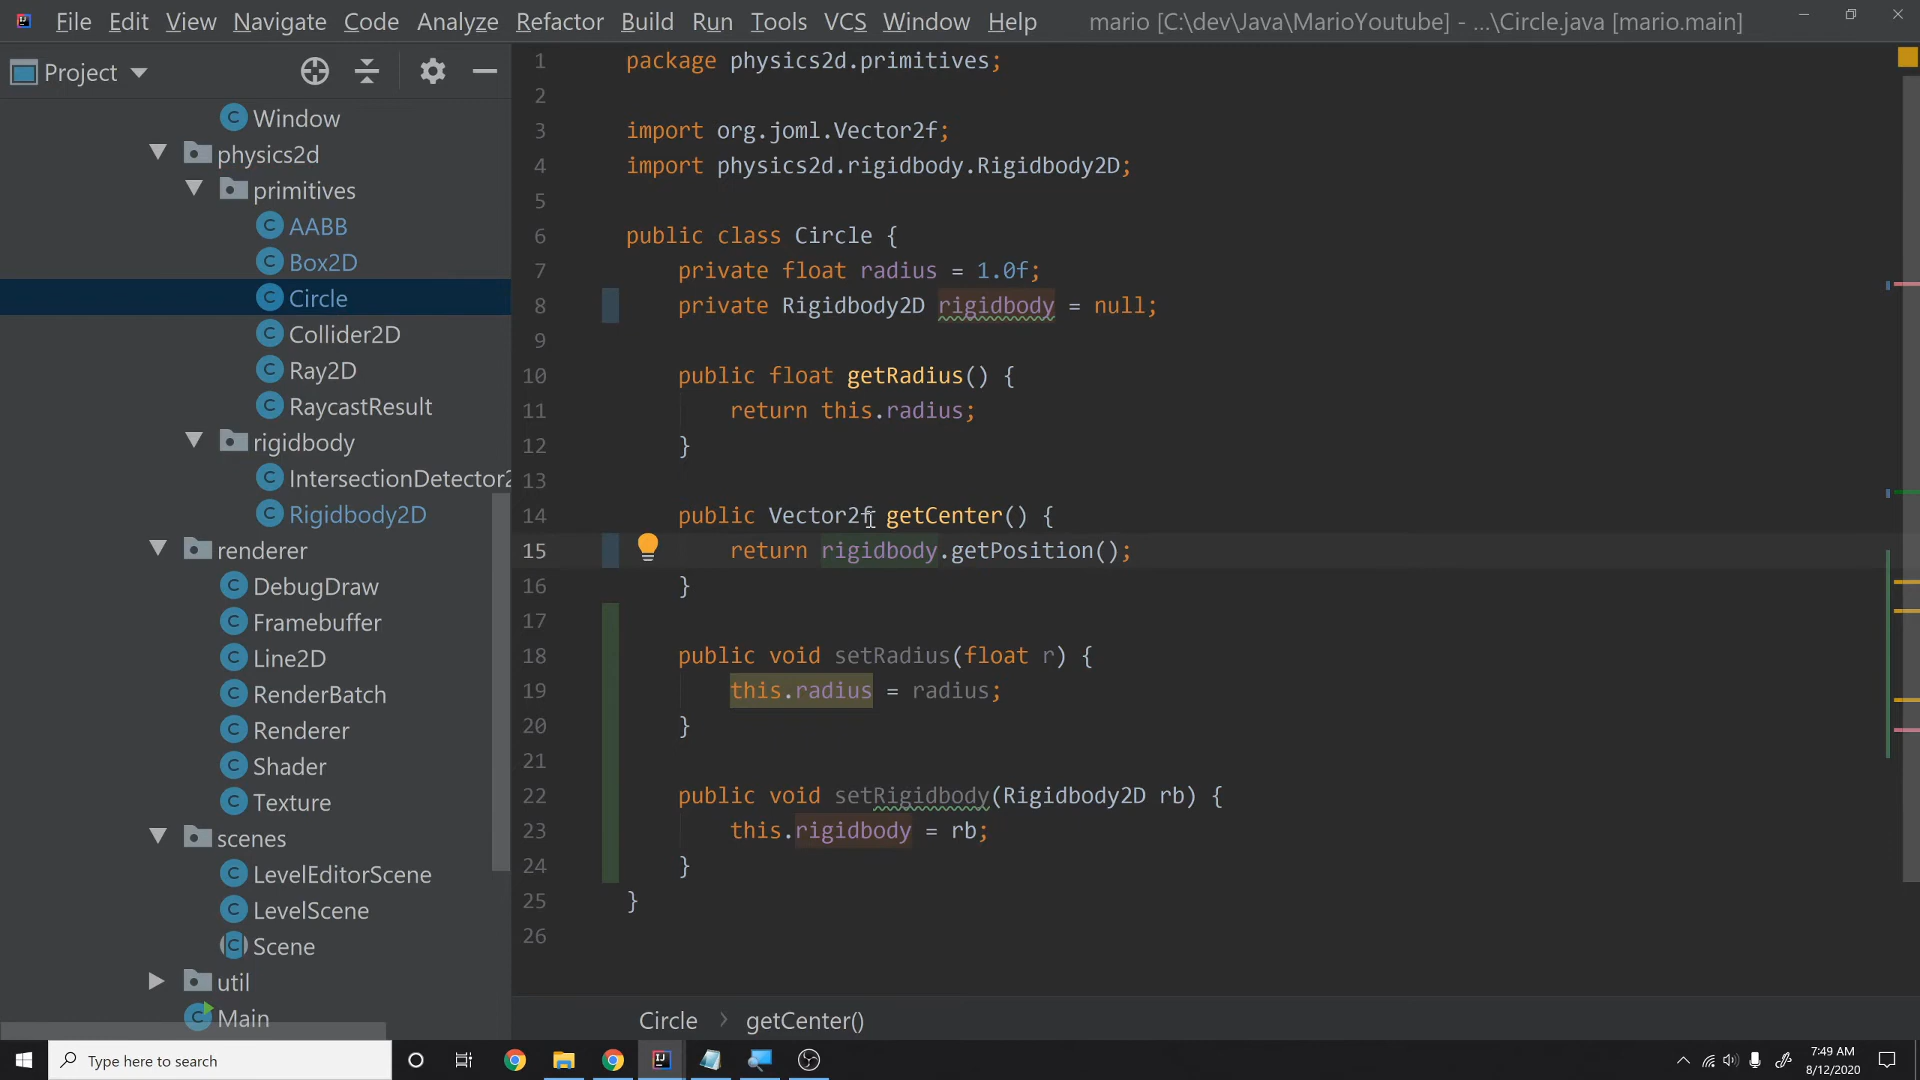 File Edit View Navigate Code Analyze Refactor Build Run Tools VCS Window Help mario [C:\dev\Java\MarioYoutube] - ...\Circle.java [mario.main]
Project
Window
physics2d
primitives
AABB
Box2D
Circle
Collider2D
Ray2D
RaycastResult
rigidbody
IntersectionDetector2
Rigidbody2D
renderer
DebugDraw
Framebuffer
Line2D
RenderBatch
Renderer
Shader
Texture
scenes
LevelEditorScene
LevelScene
Scene
util
Main
1 package physics2d.primitives;
2
3 import org.joml.Vector2f;
4 import physics2d.rigidbody.Rigidbody2D;
5
6 public class Circle {
7 private float radius = 1.0f;
8 private Rigidbody2D rigidbody = null;
9
10 public float getRadius() {
11 return this.radius;
12 }
13
14 public Vector2f getCenter() {
15 return rigidbody.getPosition();
16 }
17
18 public void setRadius(float r) {
19 this.radius = radius;
20 }
21
22 public void setRigidbody(Rigidbody2D rb) {
23 this.rigidbody = rb;
24 }
25 }
26
Circle > getCenter()
Type here to search
7:49 AM
8/12/2020